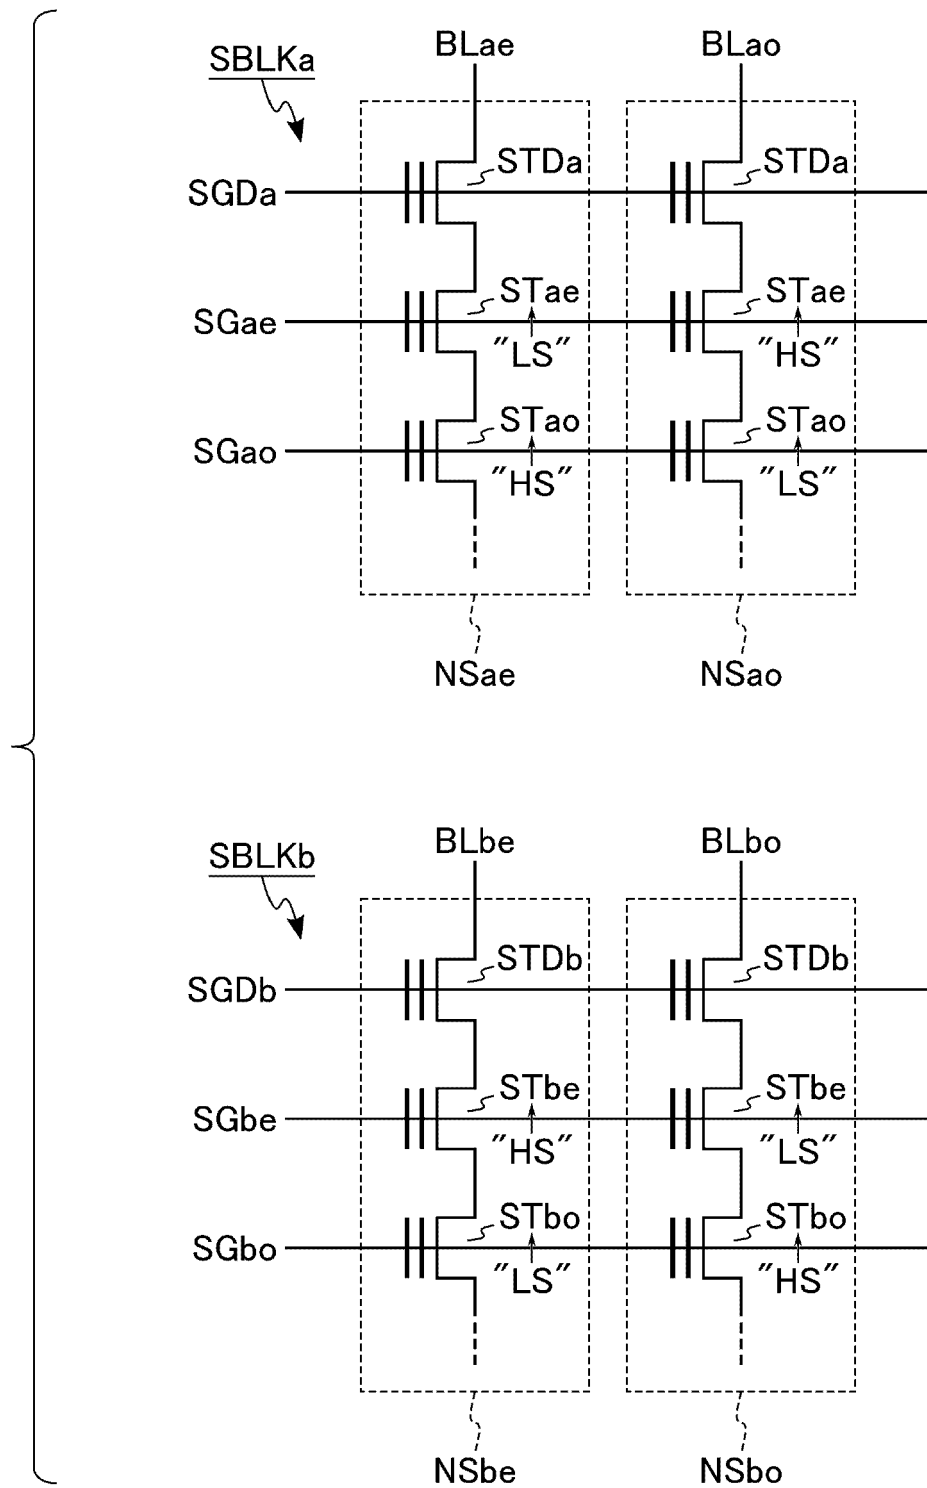 BLae BLao
SBLKa
STDa STDa
SGDa
STae STae
SGae
"LS" "HS"
STao STao
SGao
"HS" "LS"
NSae NSao
BLbe BLbo
SBLKb
STDb STDb
SGDb
STbe STbe
SGbe
"HS" "LS"
STbo STbo
SGbo
"LS" "HS"
NSbe NSbo